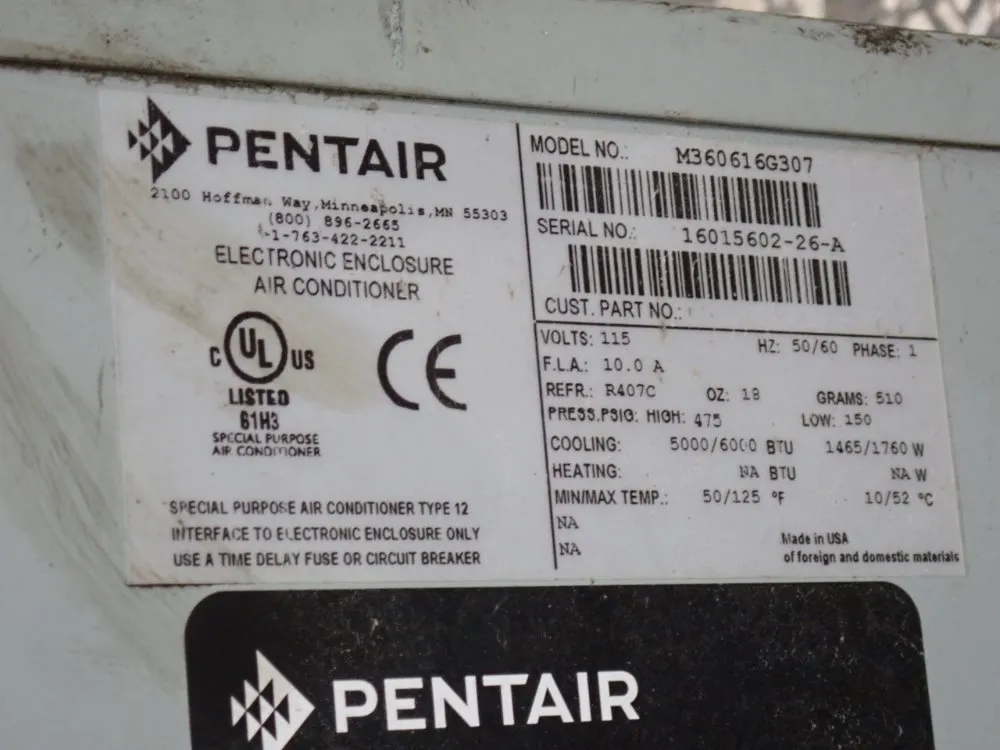 PENTAIR
2100 Hoffman Way, Minneapolis, MN 55303
(800) 896-2665
1-763-422-2211
ELECTRONIC ENCLOSURE
AIR CONDITIONER
C UL US
LISTED
61H3
SPECIAL PURPOSE
AIR CONDITIONER
CE
SPECIAL PURPOSE AIR CONDITIONER TYPE 12
INTERFACE TO ELECTRONIC ENCLOSURE ONLY
USE A TIME DELAY FUSE OR CIRCUIT BREAKER
MODEL NO.: M360616G307
SERIAL NO.: 16015602-26-A
CUST. PART NO.:
VOLTS: 115 HZ: 50/60 PHASE: 1
F.L.A.: 10.0 A
REFR.: R407C OZ: 18 GRAMS: 510
PRESS.PSIG: HIGH: 475 LOW: 150
COOLING: 5000/6000 BTU 1465/1760 W
HEATING: NA BTU NA W
MIN/MAX TEMP.: 50/125 °F 10/52 °C
NA
NA
Made in USA
of foreign and domestic materials
PENTAIR